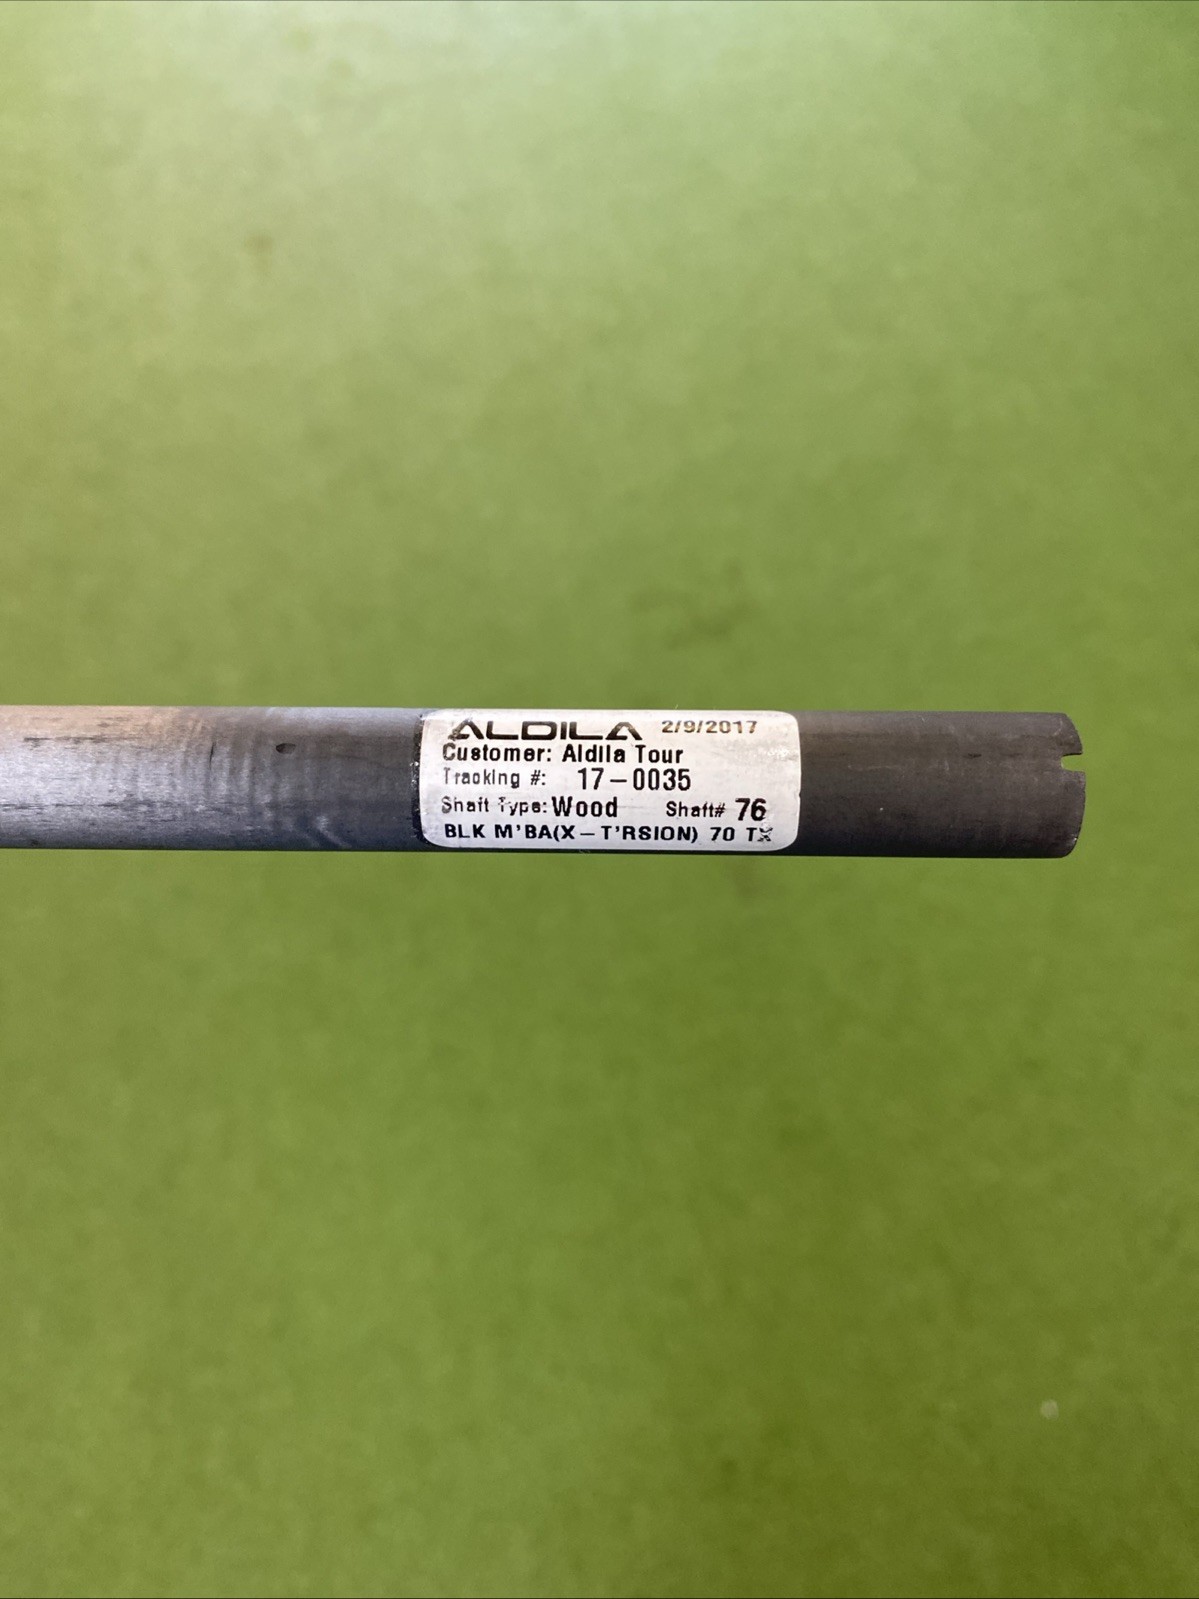 ALDILA 2/9/2017
Customer: Aldila Tour
Tracking #: 17-0035
Shaft Type: Wood Shaft# 76
BLK M'BA(X-T'RSION) 70 TX